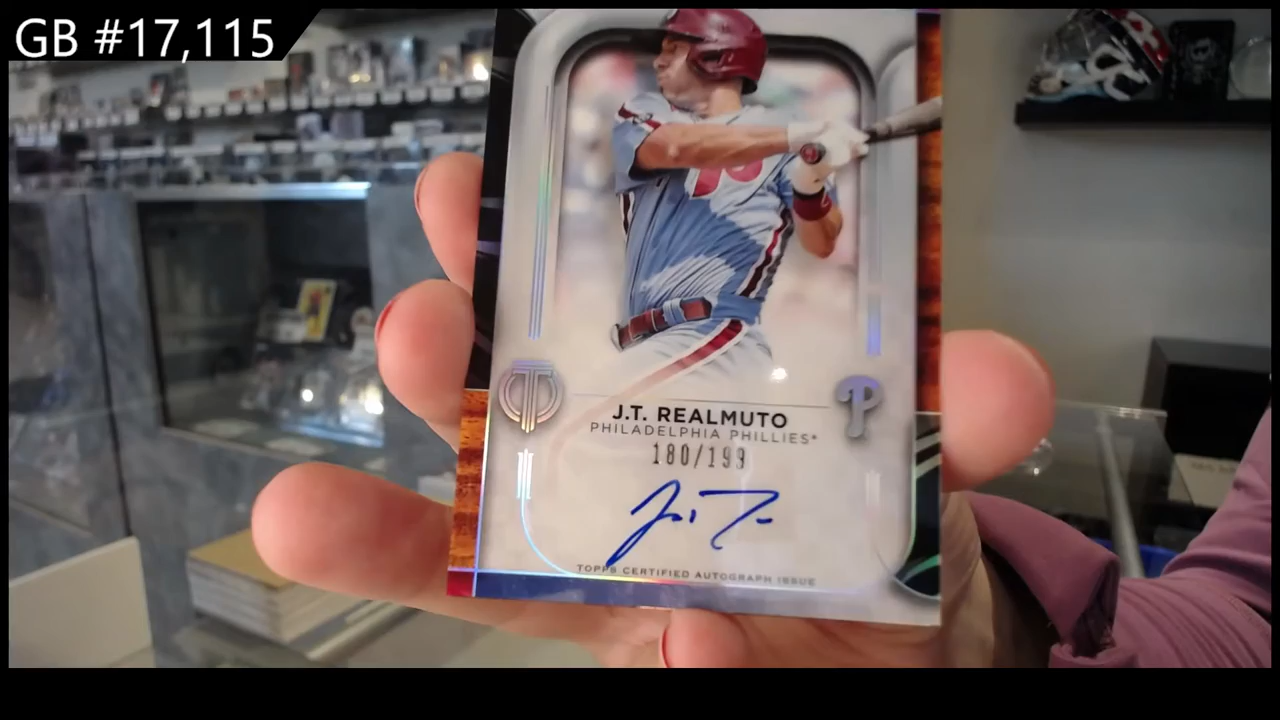 GB #17,115
J.T. REALMUTO
PHILADELPHIA PHILLIES*
180/199
TOPPS CERTIFIED AUTOGRAPH ISSUE